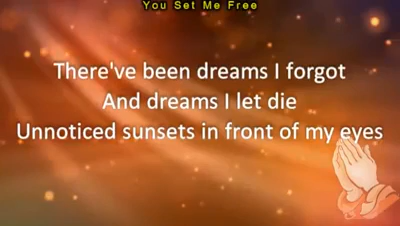 You Set Me Free
There've been dreams I forgot
And dreams I let die
Unnoticed sunsets in front of my eyes